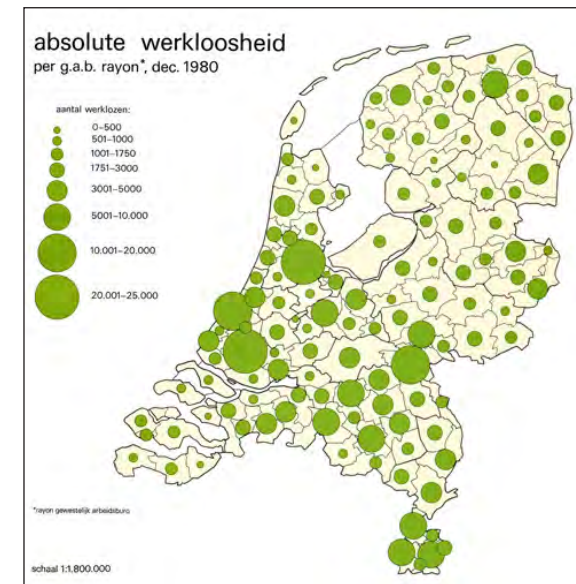 absolute werkloosheid
per g.a.b. rayon*, dec. 1980
aantal werklozen:
0-500
501-1000
1001-1750
1751-3000
3001-5000
5001-10.000
10.001-20.000
20.001-25.000
*rayon gewestelijk arbeidsburo
schaal 1:1.800.000